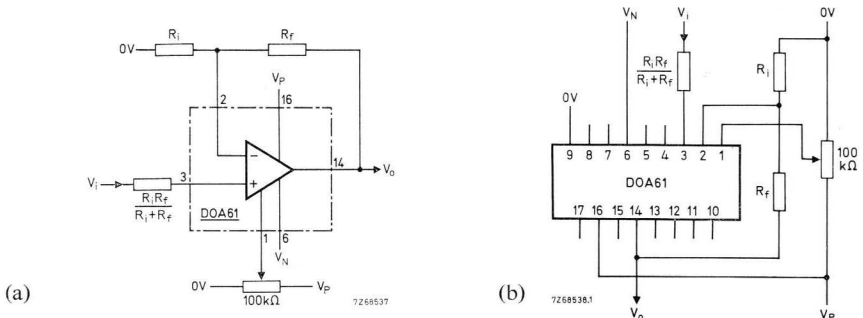 0V
Ri
Rf
VP
2
16
−
+
14
Vo
Vi
3
RiRf
Ri+Rf
DOA61
1
6
VN
0V
100kΩ
VP
7Z68537
(a)
VN
Vi
0V
RiRf
Ri+Rf
Ri
0V
9 8 7 6 5 4 3 2 1
100
kΩ
DOA61
Rf
17 16 15 14 13 12 11 10
(b)
7Z68538.1
Vo
VP